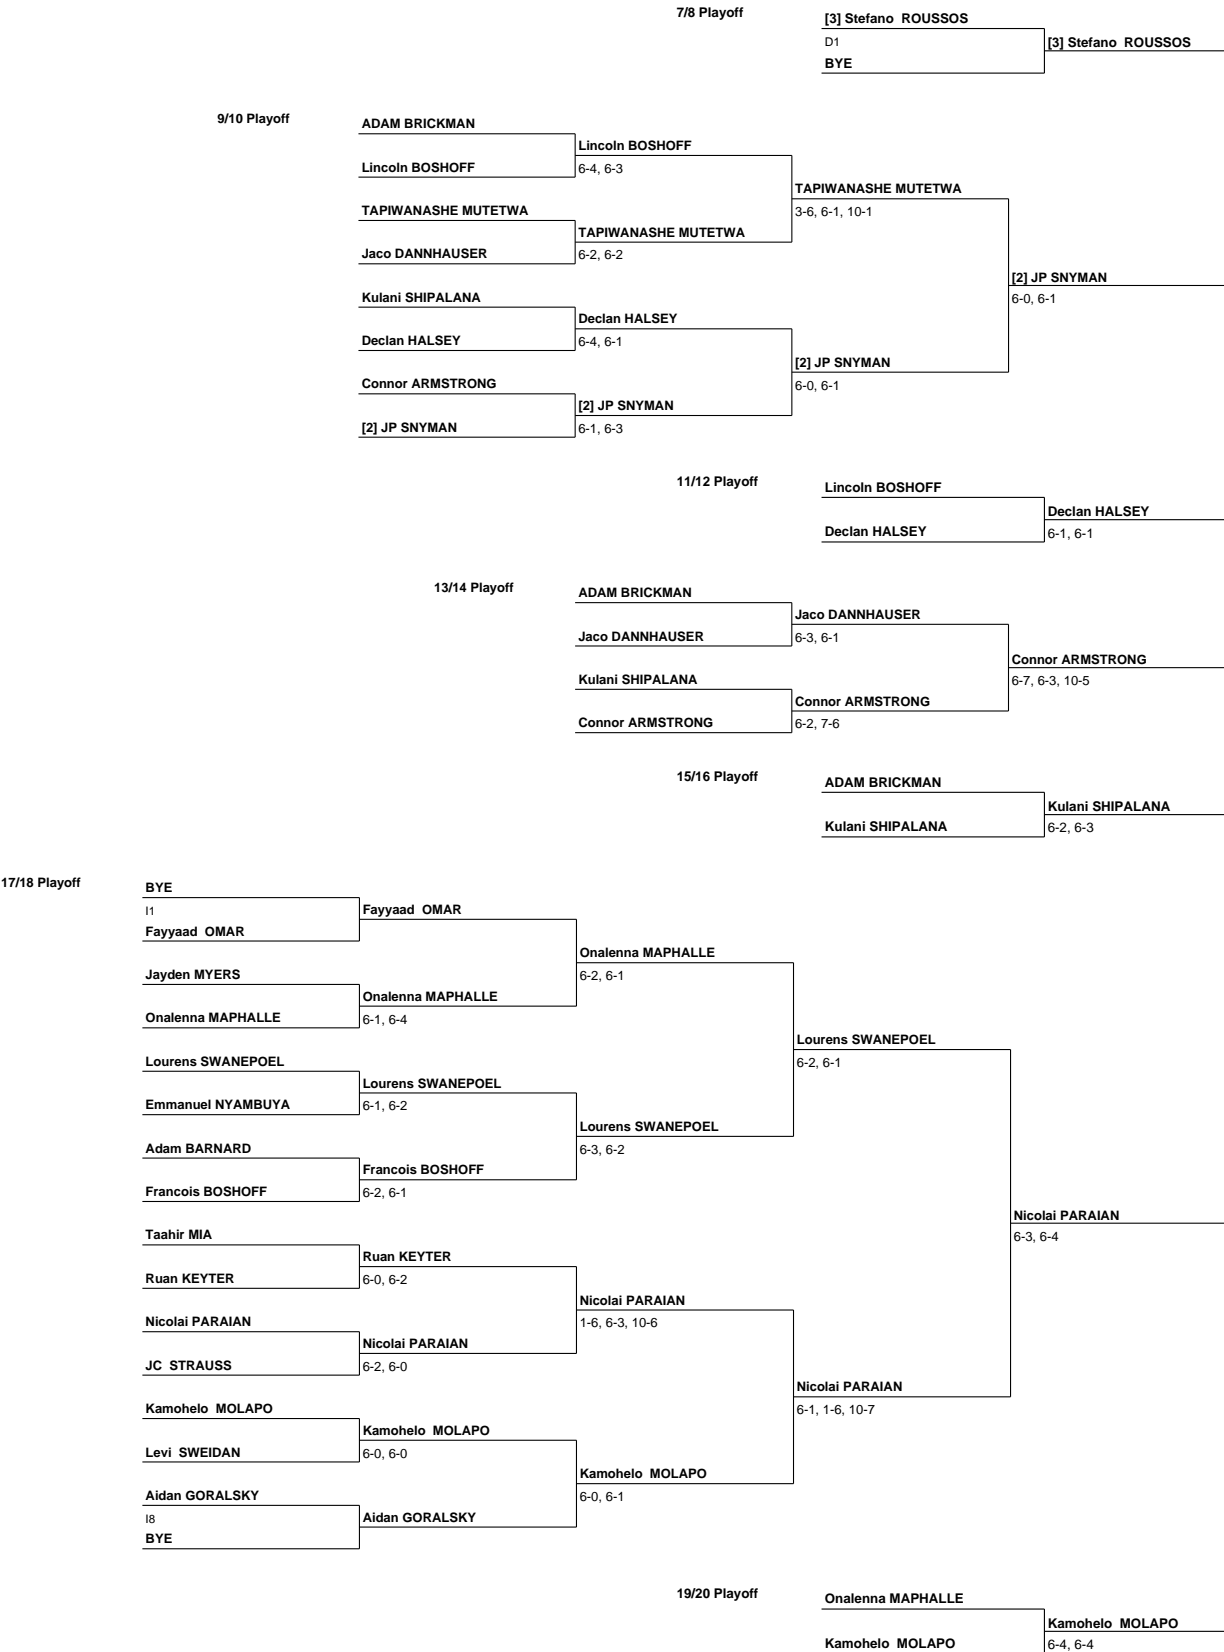 7/8 Playoff
[3] Stefano ROUSSOS
D1
[3] Stefano ROUSSOS
BYE
9/10 Playoff
ADAM BRICKMAN
Lincoln BOSHOFF
Lincoln BOSHOFF
6-4, 6-3
TAPIWANASHE MUTETWA
3-6, 6-1, 10-1
TAPIWANASHE MUTETWA
TAPIWANASHE MUTETWA
Jaco DANNHAUSER
6-2, 6-2
[2] JP SNYMAN
6-0, 6-1
Kulani SHIPALANA
Declan HALSEY
Declan HALSEY
6-4, 6-1
[2] JP SNYMAN
6-0, 6-1
Connor ARMSTRONG
[2] JP SNYMAN
[2] JP SNYMAN
6-1, 6-3
11/12 Playoff
Lincoln BOSHOFF
Declan HALSEY
Declan HALSEY
6-1, 6-1
13/14 Playoff
ADAM BRICKMAN
Jaco DANNHAUSER
Jaco DANNHAUSER
6-3, 6-1
Connor ARMSTRONG
6-7, 6-3, 10-5
Kulani SHIPALANA
Connor ARMSTRONG
Connor ARMSTRONG
6-2, 7-6
15/16 Playoff
ADAM BRICKMAN
Kulani SHIPALANA
Kulani SHIPALANA
6-2, 6-3
17/18 Playoff
BYE
I1
Fayyaad OMAR
Fayyaad OMAR
Onalenna MAPHALLE
6-2, 6-1
Jayden MYERS
Onalenna MAPHALLE
Onalenna MAPHALLE
6-1, 6-4
Lourens SWANEPOEL
6-2, 6-1
Lourens SWANEPOEL
Lourens SWANEPOEL
Emmanuel NYAMBUYA
6-1, 6-2
Lourens SWANEPOEL
6-3, 6-2
Adam BARNARD
Francois BOSHOFF
Francois BOSHOFF
6-2, 6-1
Nicolai PARAIAN
6-3, 6-4
Taahir MIA
Ruan KEYTER
Ruan KEYTER
6-0, 6-2
Nicolai PARAIAN
1-6, 6-3, 10-6
Nicolai PARAIAN
Nicolai PARAIAN
JC STRAUSS
6-2, 6-0
Nicolai PARAIAN
6-1, 1-6, 10-7
Kamohelo MOLAPO
Kamohelo MOLAPO
Levi SWEIDAN
6-0, 6-0
Kamohelo MOLAPO
6-0, 6-1
Aidan GORALSKY
I8
Aidan GORALSKY
BYE
19/20 Playoff
Onalenna MAPHALLE
Kamohelo MOLAPO
Kamohelo MOLAPO
6-4, 6-4